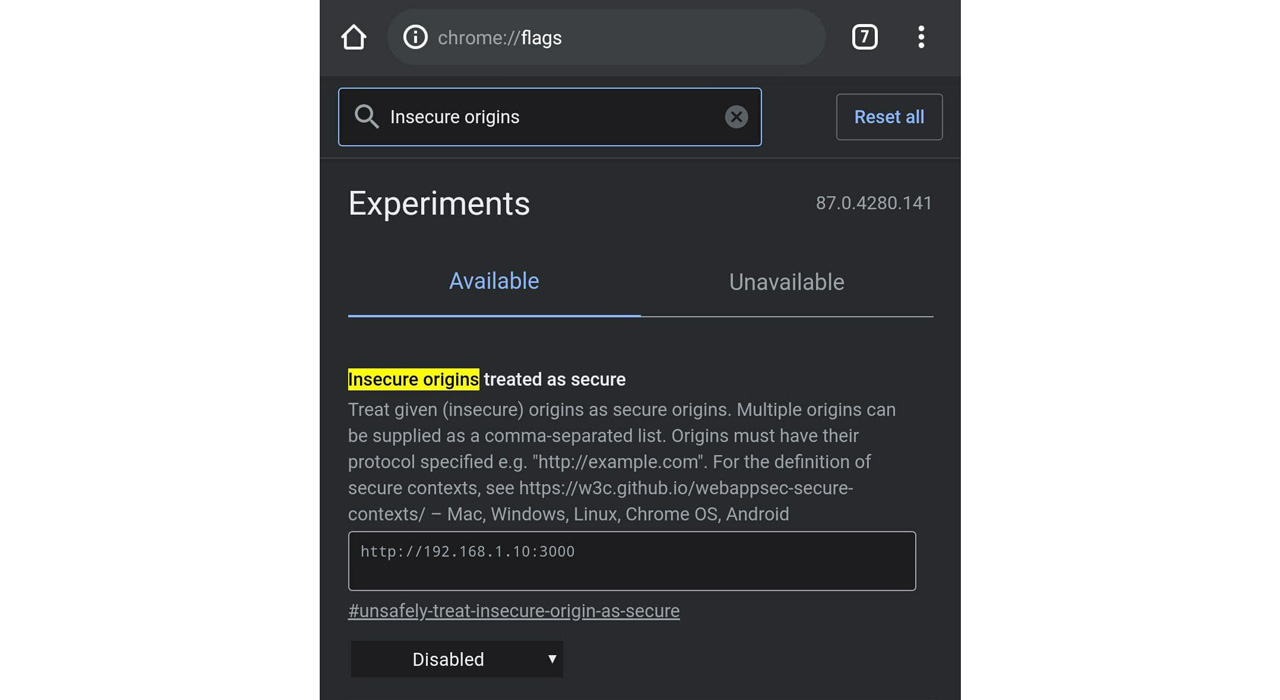 chrome://flags
7
Insecure origins
Reset all
Experiments
87.0.4280.141
Available
Unavailable
Insecure origins treated as secure
Treat given (insecure) origins as secure origins. Multiple origins can
be supplied as a comma-separated list. Origins must have their
protocol specified e.g. "http://example.com". For the definition of
secure contexts, see https://w3c.github.io/webappsec-secure-
contexts/ – Mac, Windows, Linux, Chrome OS, Android
http://192.168.1.10:3000
#unsafely-treat-insecure-origin-as-secure
Disabled